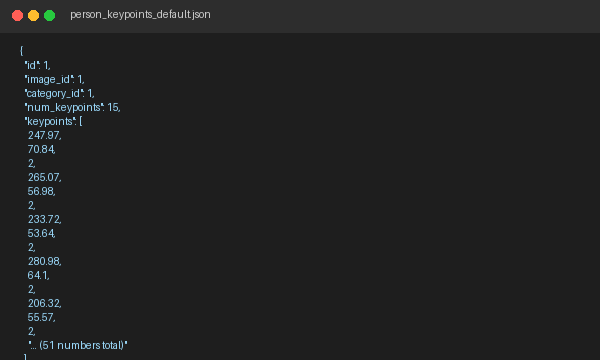 person_keypoints_default.json
{
"id": 1,
"image_id": 1,
"category_id": 1,
"num_keypoints": 15,
"keypoints": [
247.97,
70.84,
2,
265.07,
56.98,
2,
233.72,
53.64,
2,
280.98,
64.1,
2,
206.32,
55.57,
2,
"... (51 numbers total)"
]